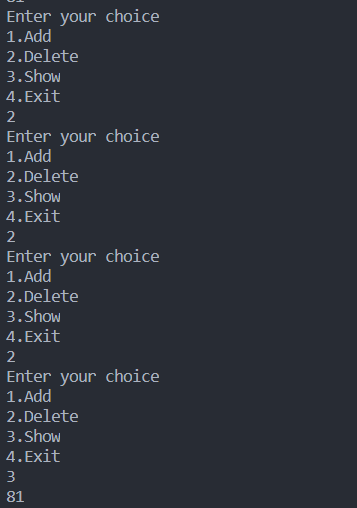 81
Enter your choice
1.Add
2.Delete
3.Show
4.Exit
2
Enter your choice
1.Add
2.Delete
3.Show
4.Exit
2
Enter your choice
1.Add
2.Delete
3.Show
4.Exit
2
Enter your choice
1.Add
2.Delete
3.Show
4.Exit
3
81